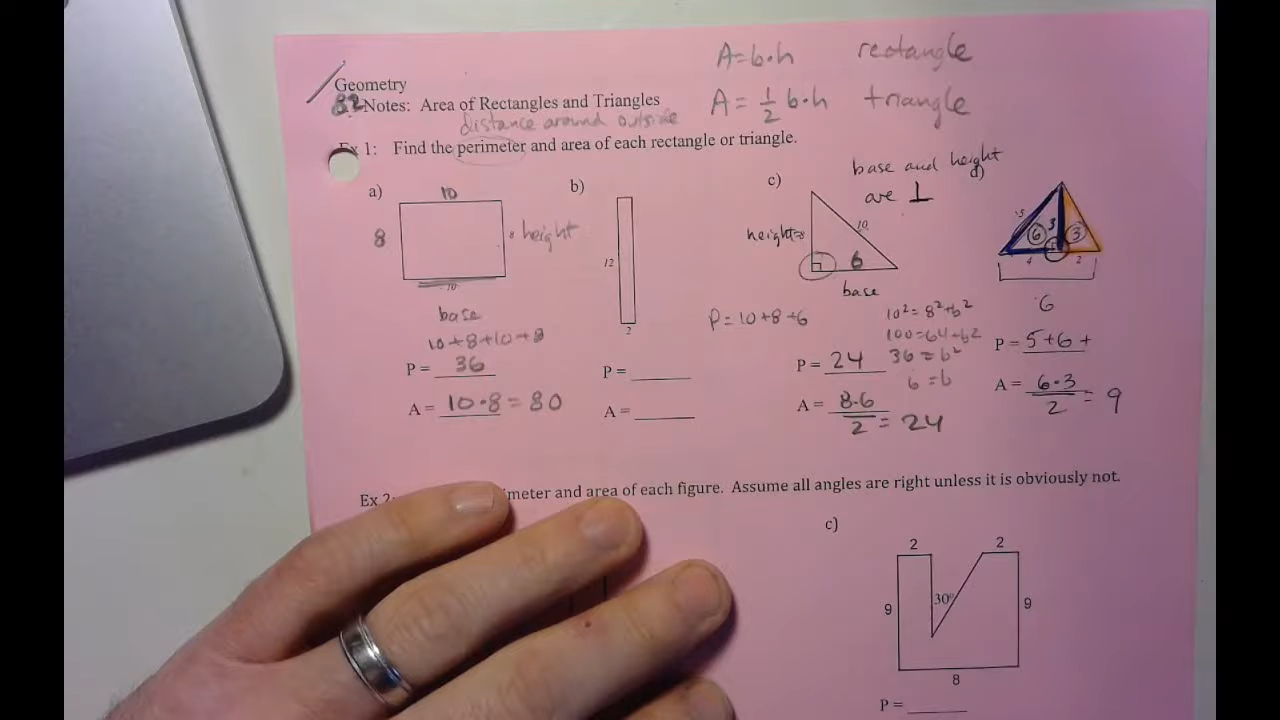 A=b·h rectangle
Geometry
82 Notes: Area of Rectangles and Triangles
A = 1/2 b·h triangle
distance around outside
Ex 1: Find the perimeter and area of each rectangle or triangle.
base and height
are ⊥
a)
10
8
8 height
10
base
10+8+10+8
P = 36
A = 10·8 = 80
b)
12
2
P =
A =
c)
height 8
10
6
base
P=10+8+6
10²=8²+b²
100=64+b²
36=b²
6=b
P = 24
A = 8·6/2 = 24
d)
5
6
3
3
4
2
6
P = 5+6+
A = 6·3/2 = 9
Ex 2: imeter and area of each figure. Assume all angles are right unless it is obviously not.
c)
2
2
9
30°
9
8
P =